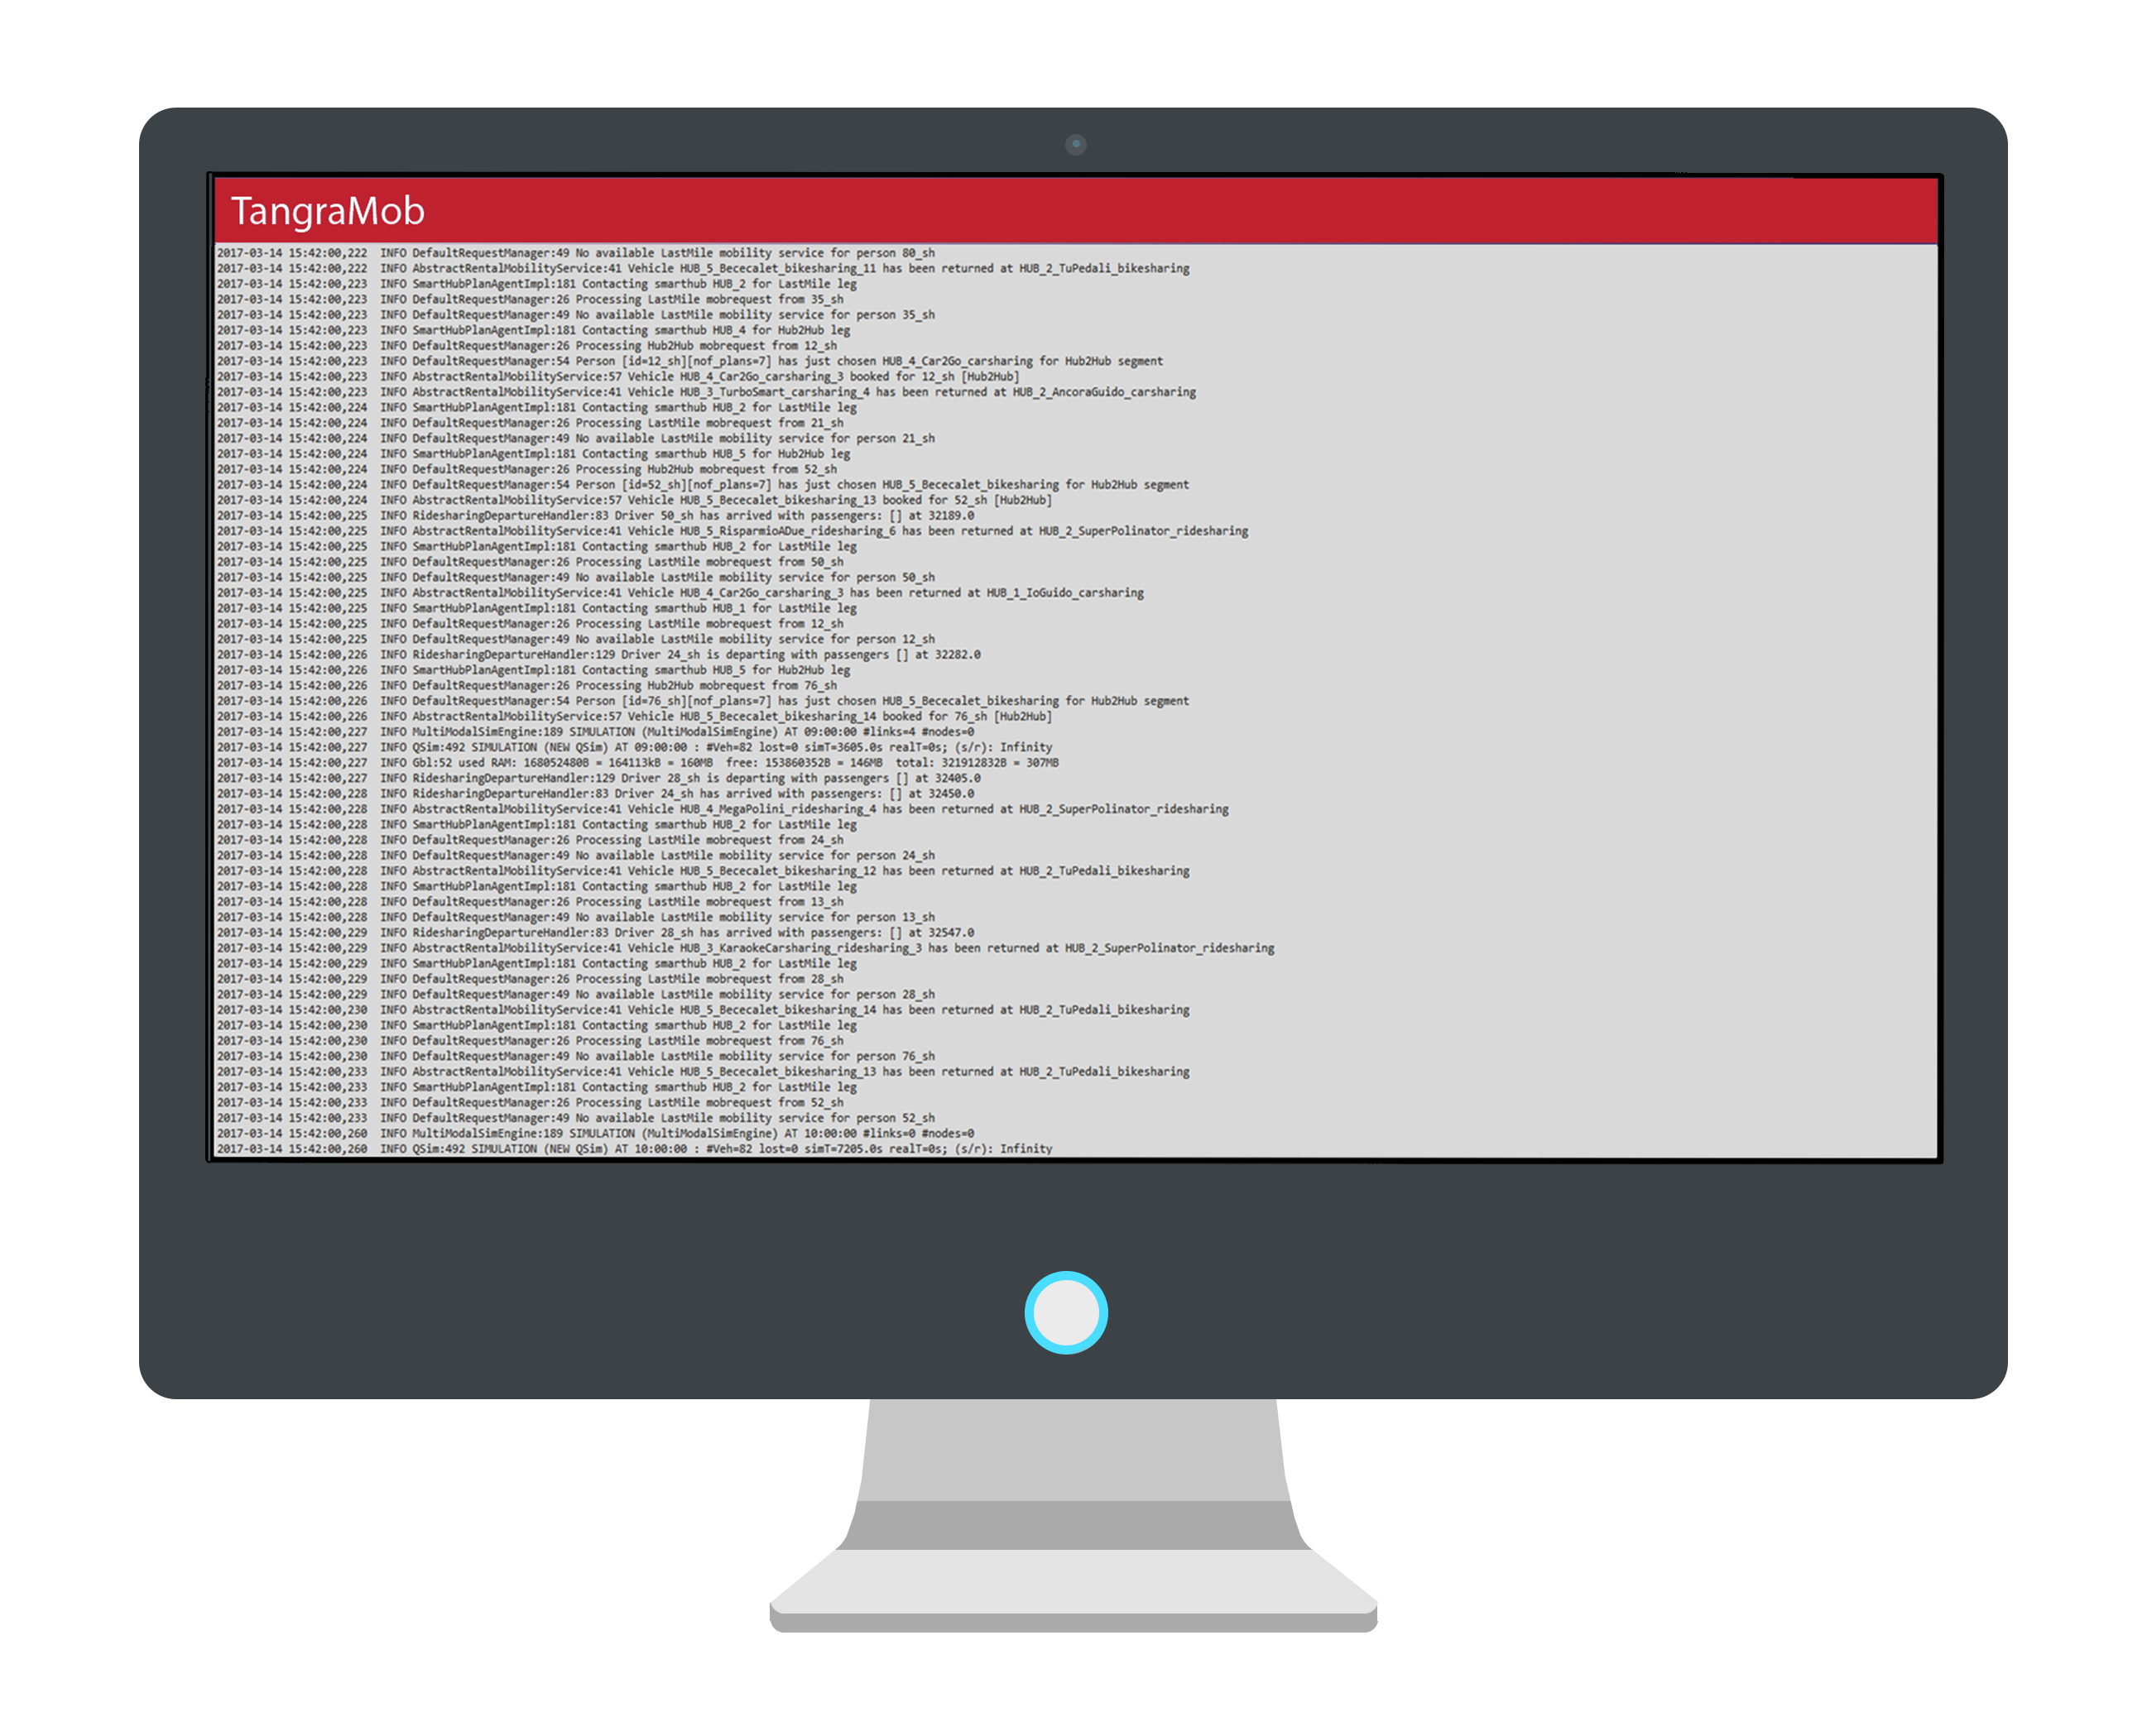 TangraMob
2017-03-14 15:42:00,222  INFO DefaultRequestManager:49 No available LastMile mobility service for person 80_sh
2017-03-14 15:42:00,222  INFO AbstractRentalMobilityService:41 Vehicle HUB_5_Bececalet_bikesharing_11 has been returned at HUB_2_TuPedali_bikesharing
2017-03-14 15:42:00,223  INFO SmartHubPlanAgentImpl:181 Contacting smarthub HUB_2 for LastMile leg
2017-03-14 15:42:00,223  INFO DefaultRequestManager:26 Processing LastMile mobrequest from 35_sh
2017-03-14 15:42:00,223  INFO DefaultRequestManager:49 No available LastMile mobility service for person 35_sh
2017-03-14 15:42:00,223  INFO SmartHubPlanAgentImpl:181 Contacting smarthub HUB_4 for Hub2Hub leg
2017-03-14 15:42:00,223  INFO DefaultRequestManager:26 Processing Hub2Hub mobrequest from 12_sh
2017-03-14 15:42:00,223  INFO DefaultRequestManager:54 Person [id=12_sh][nof_plans=7] has just chosen HUB_4_Car2Go_carsharing for Hub2Hub segment
2017-03-14 15:42:00,223  INFO AbstractRentalMobilityService:57 Vehicle HUB_4_Car2Go_carsharing_3 booked for 12_sh [Hub2Hub]
2017-03-14 15:42:00,223  INFO AbstractRentalMobilityService:41 Vehicle HUB_3_TurboSmart_carsharing_4 has been returned at HUB_2_AncoraGuido_carsharing
2017-03-14 15:42:00,224  INFO SmartHubPlanAgentImpl:181 Contacting smarthub HUB_2 for LastMile leg
2017-03-14 15:42:00,224  INFO DefaultRequestManager:26 Processing LastMile mobrequest from 21_sh
2017-03-14 15:42:00,224  INFO DefaultRequestManager:49 No available LastMile mobility service for person 21_sh
2017-03-14 15:42:00,224  INFO SmartHubPlanAgentImpl:181 Contacting smarthub HUB_5 for Hub2Hub leg
2017-03-14 15:42:00,224  INFO DefaultRequestManager:26 Processing Hub2Hub mobrequest from 52_sh
2017-03-14 15:42:00,224  INFO DefaultRequestManager:54 Person [id=52_sh][nof_plans=7] has just chosen HUB_5_Bececalet_bikesharing for Hub2Hub segment
2017-03-14 15:42:00,224  INFO AbstractRentalMobilityService:57 Vehicle HUB_5_Bececalet_bikesharing_13 booked for 52_sh [Hub2Hub]
2017-03-14 15:42:00,225  INFO RidesharingDepartureHandler:83 Driver 50_sh has arrived with passengers: [] at 32189.0
2017-03-14 15:42:00,225  INFO AbstractRentalMobilityService:41 Vehicle HUB_5_RisparmioADue_ridesharing_6 has been returned at HUB_2_SuperPolinator_ridesharing
2017-03-14 15:42:00,225  INFO SmartHubPlanAgentImpl:181 Contacting smarthub HUB_2 for LastMile leg
2017-03-14 15:42:00,225  INFO DefaultRequestManager:26 Processing LastMile mobrequest from 50_sh
2017-03-14 15:42:00,225  INFO DefaultRequestManager:49 No available LastMile mobility service for person 50_sh
2017-03-14 15:42:00,225  INFO AbstractRentalMobilityService:41 Vehicle HUB_4_Car2Go_carsharing_3 has been returned at HUB_1_IoGuido_carsharing
2017-03-14 15:42:00,225  INFO SmartHubPlanAgentImpl:181 Contacting smarthub HUB_1 for LastMile leg
2017-03-14 15:42:00,225  INFO DefaultRequestManager:26 Processing LastMile mobrequest from 12_sh
2017-03-14 15:42:00,225  INFO DefaultRequestManager:49 No available LastMile mobility service for person 12_sh
2017-03-14 15:42:00,226  INFO RidesharingDepartureHandler:129 Driver 24_sh is departing with passengers [] at 32282.0
2017-03-14 15:42:00,226  INFO SmartHubPlanAgentImpl:181 Contacting smarthub HUB_5 for Hub2Hub leg
2017-03-14 15:42:00,226  INFO DefaultRequestManager:26 Processing Hub2Hub mobrequest from 76_sh
2017-03-14 15:42:00,226  INFO DefaultRequestManager:54 Person [id=76_sh][nof_plans=7] has just chosen HUB_5_Bececalet_bikesharing for Hub2Hub segment
2017-03-14 15:42:00,226  INFO AbstractRentalMobilityService:57 Vehicle HUB_5_Bececalet_bikesharing_14 booked for 76_sh [Hub2Hub]
2017-03-14 15:42:00,227  INFO MultiModalSimEngine:189 SIMULATION (MultiModalSimEngine) AT 09:00:00 #links=4 #nodes=0
2017-03-14 15:42:00,227  INFO QSim:492 SIMULATION (NEW QSim) AT 09:00:00 : #Veh=82 lost=0 simT=3605.0s realT=0s; (s/r): Infinity
2017-03-14 15:42:00,227  INFO Gbl:52 used RAM: 168052480B = 164113kB = 160MB  free: 153860352B = 146MB  total: 321912832B = 307MB
2017-03-14 15:42:00,227  INFO RidesharingDepartureHandler:129 Driver 28_sh is departing with passengers [] at 32405.0
2017-03-14 15:42:00,228  INFO RidesharingDepartureHandler:83 Driver 24_sh has arrived with passengers: [] at 32450.0
2017-03-14 15:42:00,228  INFO AbstractRentalMobilityService:41 Vehicle HUB_4_MegaPolini_ridesharing_4 has been returned at HUB_2_SuperPolinator_ridesharing
2017-03-14 15:42:00,228  INFO SmartHubPlanAgentImpl:181 Contacting smarthub HUB_2 for LastMile leg
2017-03-14 15:42:00,228  INFO DefaultRequestManager:26 Processing LastMile mobrequest from 24_sh
2017-03-14 15:42:00,228  INFO DefaultRequestManager:49 No available LastMile mobility service for person 24_sh
2017-03-14 15:42:00,228  INFO AbstractRentalMobilityService:41 Vehicle HUB_5_Bececalet_bikesharing_12 has been returned at HUB_2_TuPedali_bikesharing
2017-03-14 15:42:00,228  INFO SmartHubPlanAgentImpl:181 Contacting smarthub HUB_2 for LastMile leg
2017-03-14 15:42:00,228  INFO DefaultRequestManager:26 Processing LastMile mobrequest from 13_sh
2017-03-14 15:42:00,228  INFO DefaultRequestManager:49 No available LastMile mobility service for person 13_sh
2017-03-14 15:42:00,229  INFO RidesharingDepartureHandler:83 Driver 28_sh has arrived with passengers: [] at 32547.0
2017-03-14 15:42:00,229  INFO AbstractRentalMobilityService:41 Vehicle HUB_3_KaraokeCarsharing_ridesharing_3 has been returned at HUB_2_SuperPolinator_ridesharing
2017-03-14 15:42:00,229  INFO SmartHubPlanAgentImpl:181 Contacting smarthub HUB_2 for LastMile leg
2017-03-14 15:42:00,229  INFO DefaultRequestManager:26 Processing LastMile mobrequest from 28_sh
2017-03-14 15:42:00,229  INFO DefaultRequestManager:49 No available LastMile mobility service for person 28_sh
2017-03-14 15:42:00,230  INFO AbstractRentalMobilityService:41 Vehicle HUB_5_Bececalet_bikesharing_14 has been returned at HUB_2_TuPedali_bikesharing
2017-03-14 15:42:00,230  INFO SmartHubPlanAgentImpl:181 Contacting smarthub HUB_2 for LastMile leg
2017-03-14 15:42:00,230  INFO DefaultRequestManager:26 Processing LastMile mobrequest from 76_sh
2017-03-14 15:42:00,230  INFO DefaultRequestManager:49 No available LastMile mobility service for person 76_sh
2017-03-14 15:42:00,233  INFO AbstractRentalMobilityService:41 Vehicle HUB_5_Bececalet_bikesharing_13 has been returned at HUB_2_TuPedali_bikesharing
2017-03-14 15:42:00,233  INFO SmartHubPlanAgentImpl:181 Contacting smarthub HUB_2 for LastMile leg
2017-03-14 15:42:00,233  INFO DefaultRequestManager:26 Processing LastMile mobrequest from 52_sh
2017-03-14 15:42:00,233  INFO DefaultRequestManager:49 No available LastMile mobility service for person 52_sh
2017-03-14 15:42:00,260  INFO MultiModalSimEngine:189 SIMULATION (MultiModalSimEngine) AT 10:00:00 #links=0 #nodes=0
2017-03-14 15:42:00,260  INFO QSim:492 SIMULATION (NEW QSim) AT 10:00:00 : #Veh=82 lost=0 simT=7205.0s realT=0s; (s/r): Infinity